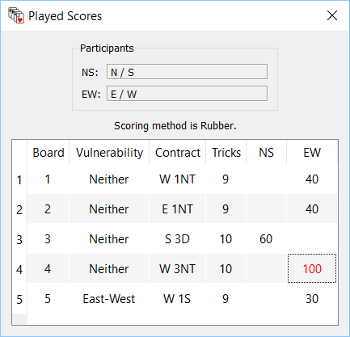 Played Scores
Participants
NS: N / S
EW: E / W
Scoring method is Rubber.
Board Vulnerability Contract Tricks NS EW
1 1 Neither W 1NT 9 40
2 2 Neither E 1NT 9 40
3 3 Neither S 3D 10 60
4 4 Neither W 3NT 10 100
5 5 East-West W 1S 9 30